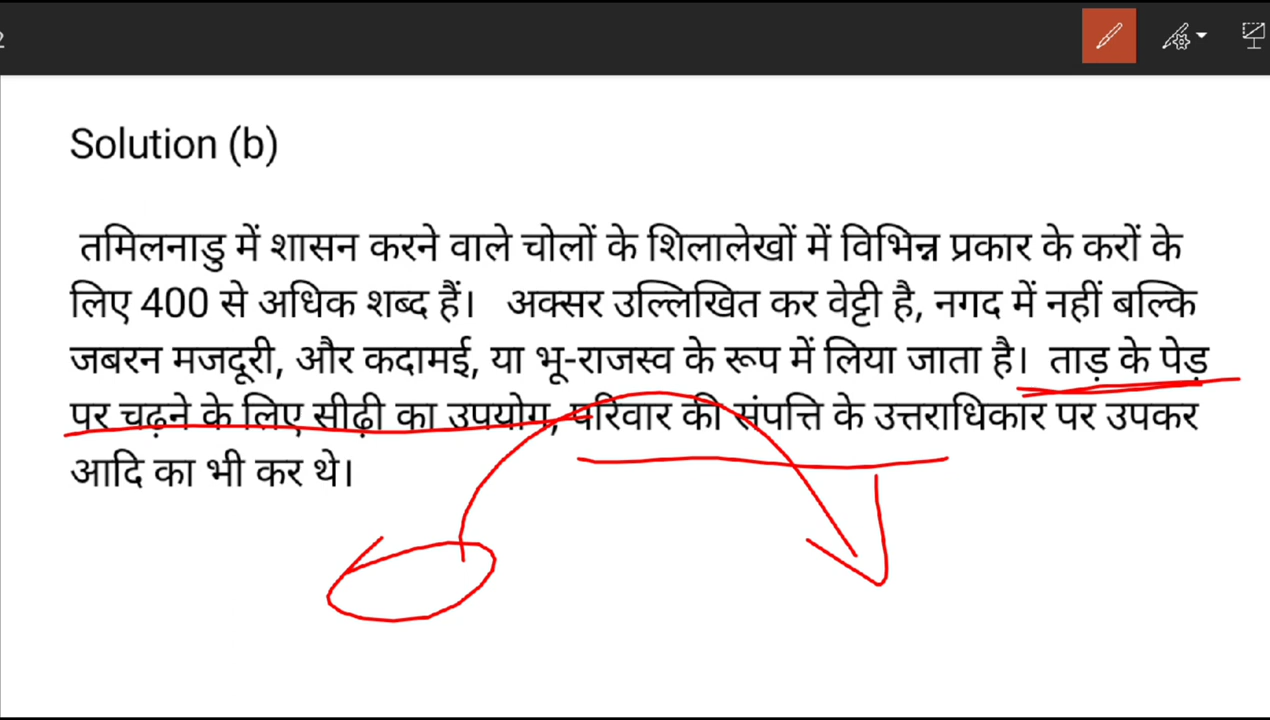 2
Solution (b)
तमिलनाडु में शासन करने वाले चोलों के शिलालेखों में विभिन्न प्रकार के करों के
लिए 400 से अधिक शब्द हैं। अक्सर उल्लिखित कर वेट्टी है, नगद में नहीं बल्कि
जबरन मजदूरी, और कदामई, या भू-राजस्व के रूप में लिया जाता है। ताड़ के पेड़
पर चढ़ने के लिए सीढ़ी का उपयोग, परिवार की संपत्ति के उत्तराधिकार पर उपकर
आदि का भी कर थे।